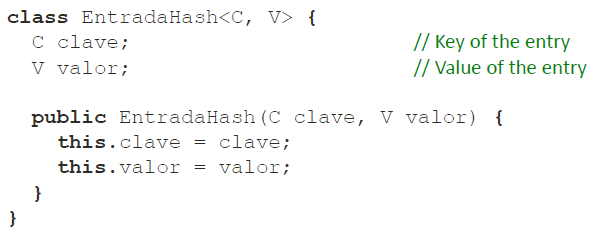 class EntradaHash<C, V> {
C clave; // Key of the entry
V valor; // Value of the entry
public EntradaHash(C clave, V valor) {
this.clave = clave;
this.valor = valor;
}
}